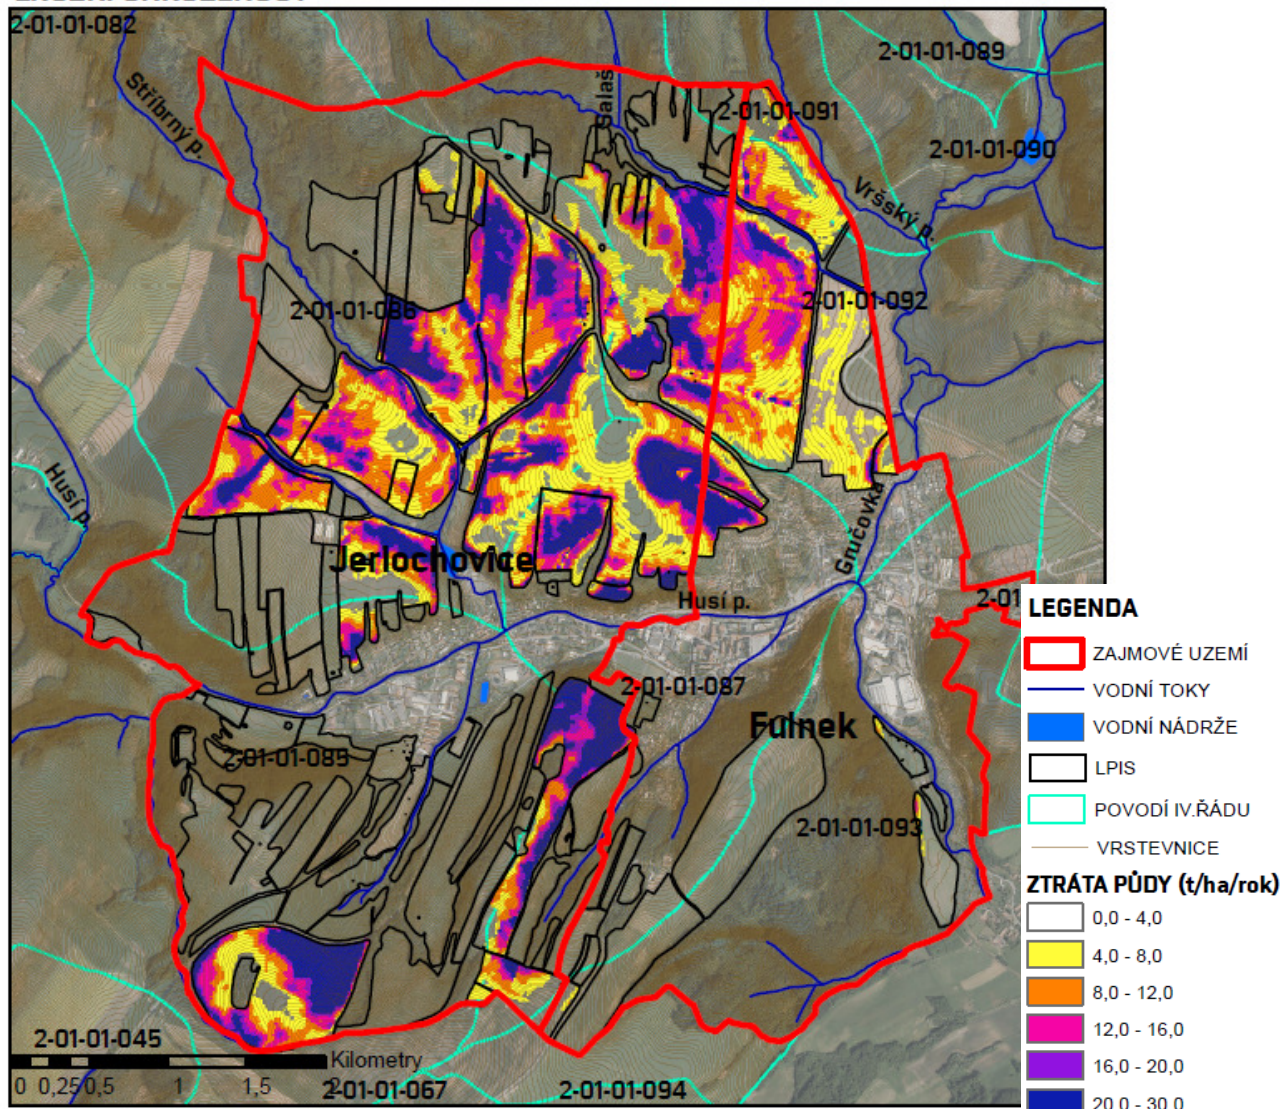 2-01-01-082
2-01-01-089
Stříbrný p.
Salaš
2-01-01-091
2-01-01-090
Vršský p.
2-01-01-086
2-01-01-092
Husí p.
Gručovka
Jerlochovice
Husí p.
2-01
2-01-01-087
Fulnek
2-01-01-085
2-01-01-093
2-01-01-045
Kilometry
0 0,25 0,5 1 1,5
2-01-01-067
2-01-01-094
LEGENDA
ZAJMOVÉ UZEMÍ
VODNÍ TOKY
VODNÍ NÁDRŽE
LPIS
POVODÍ IV.ŘÁDU
VRSTEVNICE
ZTRÁTA PŮDY (t/ha/rok)
0,0 - 4,0
4,0 - 8,0
8,0 - 12,0
12,0 - 16,0
16,0 - 20,0
20,0 - 30,0